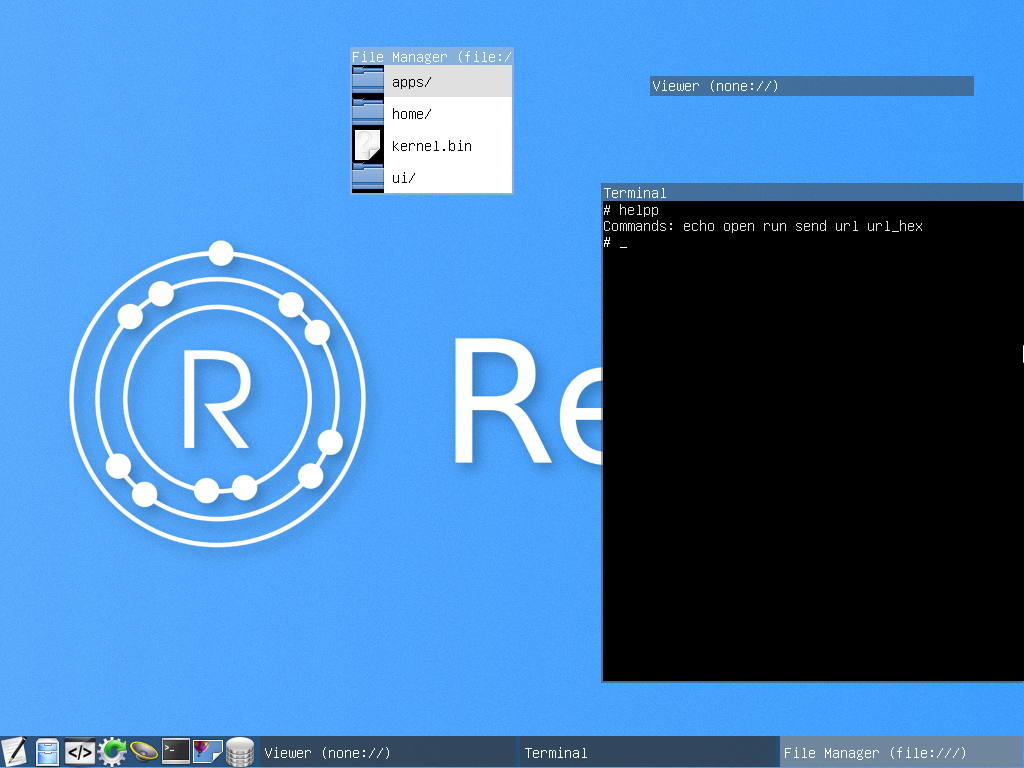 File Manager (file:/
apps/
home/
kernel.bin
ui/
Viewer (none://)
Terminal
# helpp
Commands: echo open run send url url_hex
# _
R
Re
</>
>-
Viewer (none://)
Terminal
File Manager (file:///)